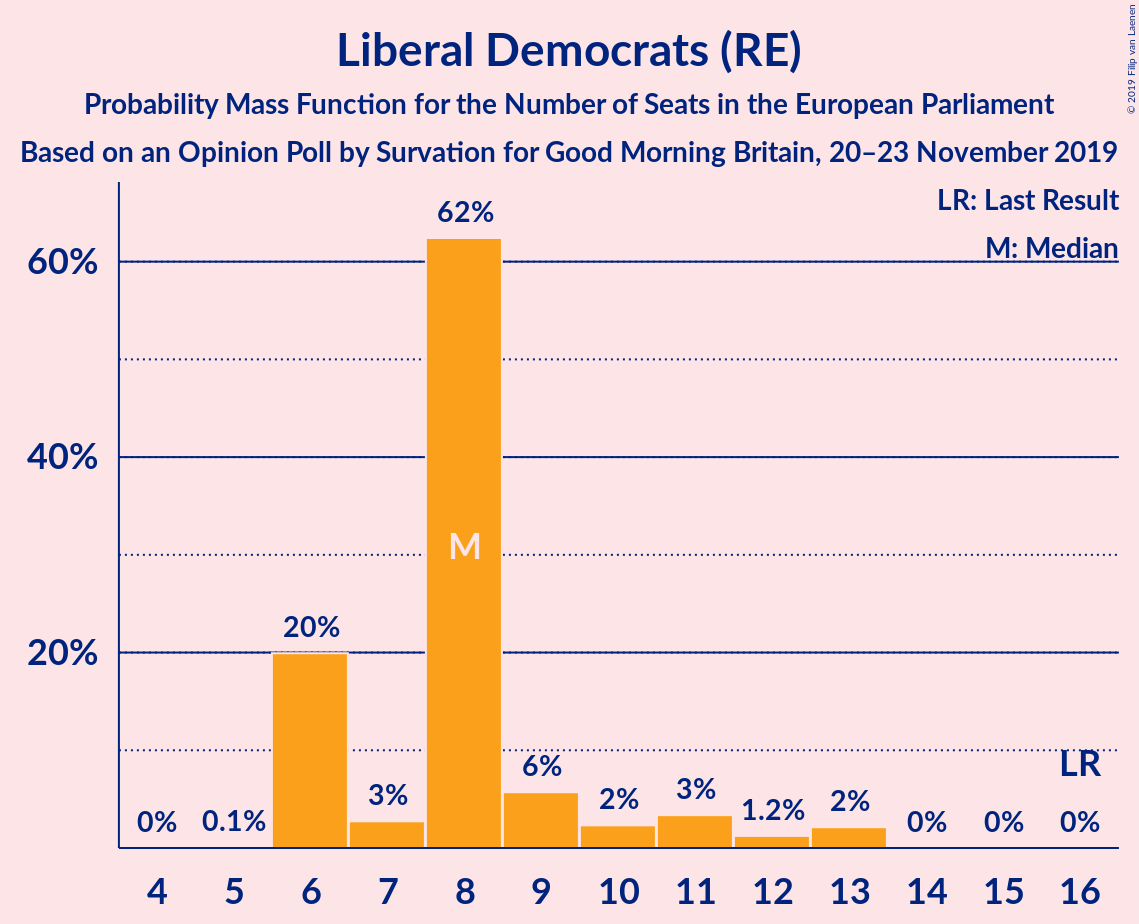 Liberal Democrats (RE)
Probability Mass Function for the Number of Seats in the European Parliament
Based on an Opinion Poll by Survation for Good Morning Britain, 20–23 November 2019
© 2019 Filip van Laenen
LR: Last Result
M: Median
60%
40%
20%
0%
0.1%
20%
3%
62%
M
6%
2%
3%
1.2%
2%
0%
0%
LR
0%
4 5 6 7 8 9 10 11 12 13 14 15 16